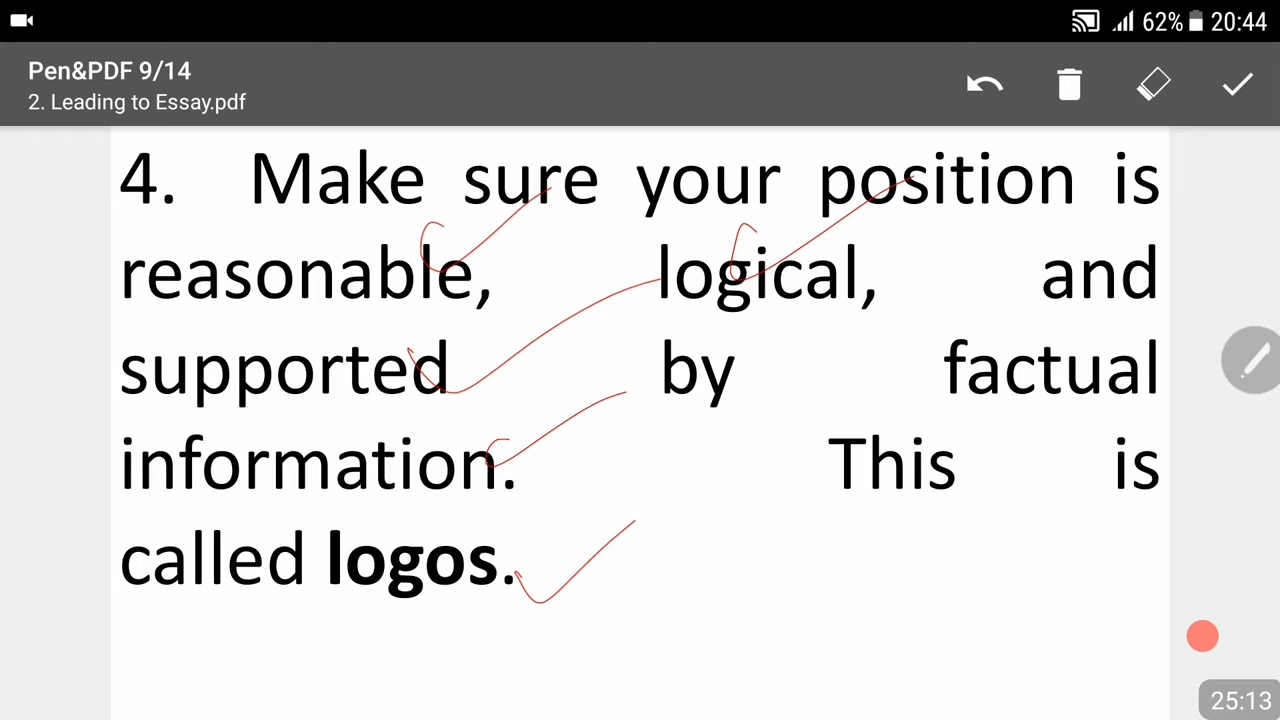 62% 20:44
Pen&PDF 9/14
2. Leading to Essay.pdf
4. Make sure your position is
reasonable, logical, and
supported by factual
information. This is
called logos.
25:13